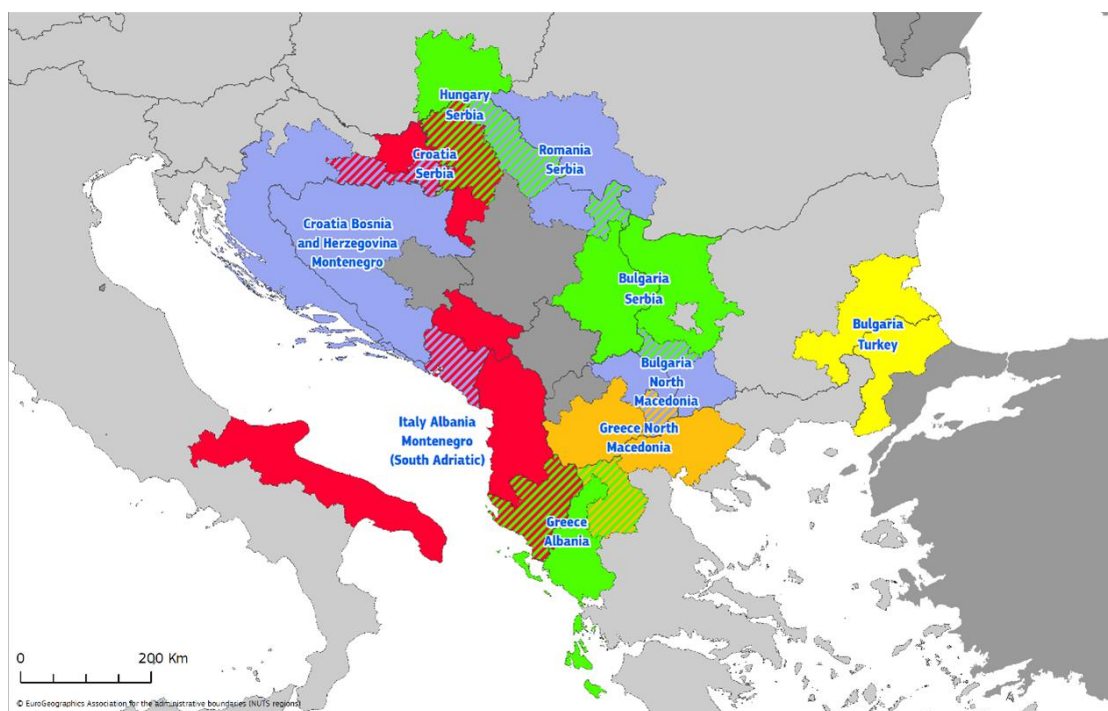 Hungary
Serbia
Romania
Serbia
Croatia
Serbia
Croatia Bosnia
and Herzegovina
Montenegro
Bulgaria
Serbia
Bulgaria
Turkey
Bulgaria
North
Macedonia
Italy Albania
Montenegro
(South Adriatic)
Greece North
Macedonia
Greece
Albania
0 200 Km
© EuroGeographics Association for the administrative boundaries (NUTS regions)